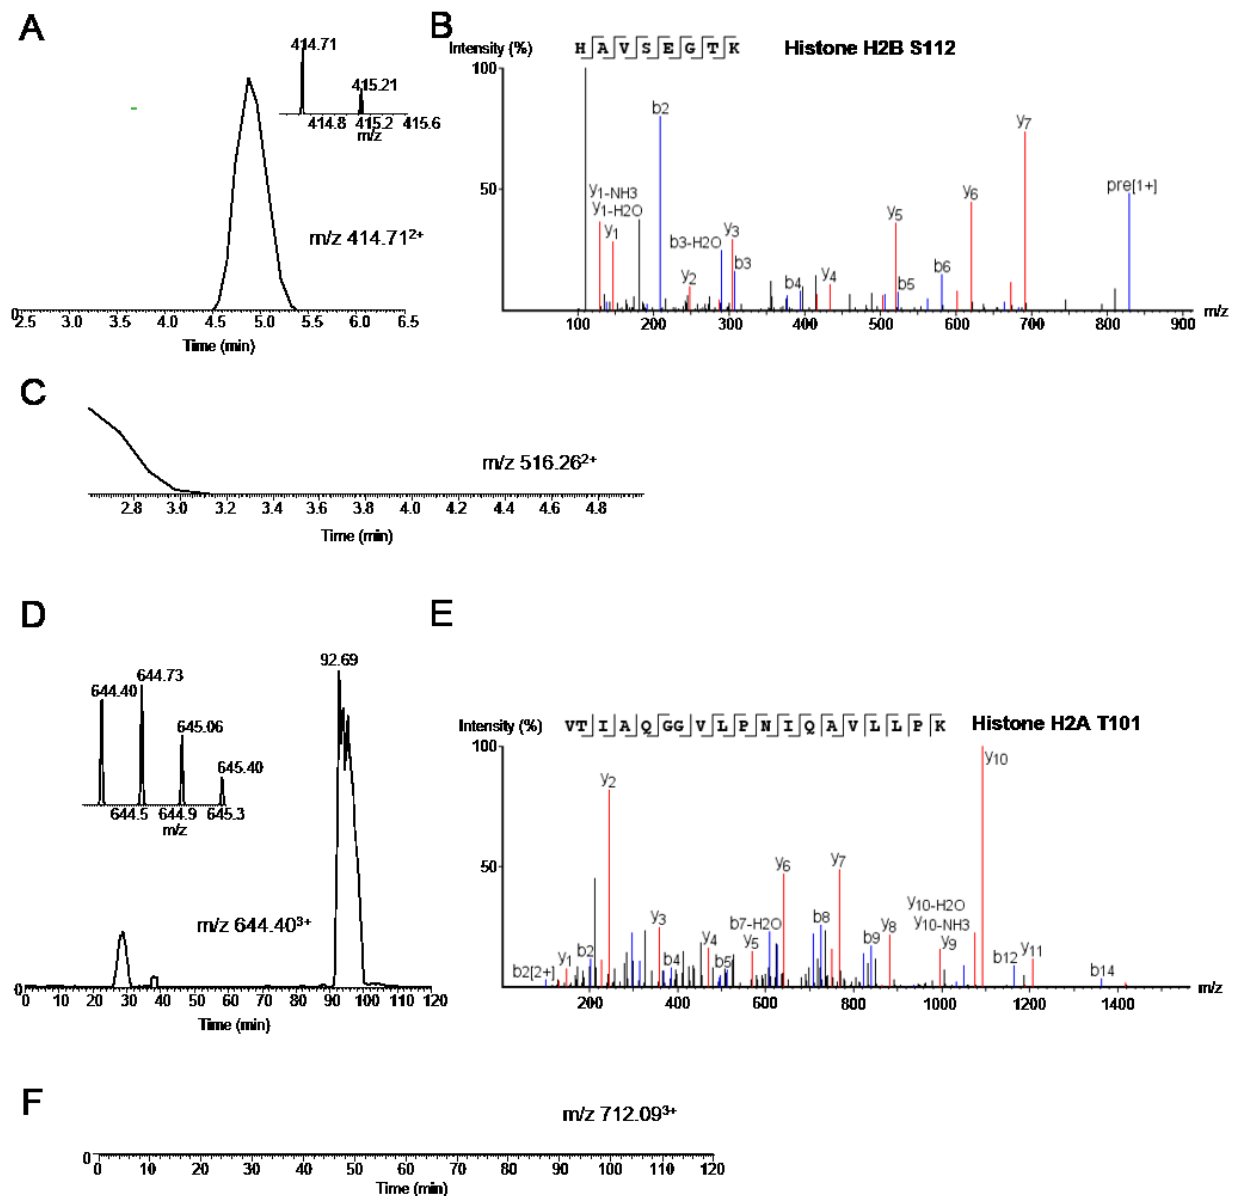 A
414.71
415.21
414.8 415.2 415.6
m/z
m/z 414.71²⁺
0
2.5 3.0 3.5 4.0 4.5 5.0 5.5 6.0 6.5
Time (min)
B
Intensity (%)
H A V S E G T K
Histone H2B S112
100
50
y1-NH3
y1-H2O
y1
b2
b3-H2O
y2
y3
b3
b4
y4
y5
b5
b6
y6
y7
pre[1+]
100 200 300 400 500 600 700 800 900
m/z
C
m/z 516.26²⁺
2.8 3.0 3.2 3.4 3.6 3.8 4.0 4.2 4.4 4.6 4.8
Time (min)
D
92.69
644.40
644.73
645.06
645.40
644.5 644.9 645.3
m/z
m/z 644.40³⁺
0
0 10 20 30 40 50 60 70 80 90 100 110 120
Time (min)
E
Intensity (%)
V T I A Q G G V L P N I Q A V L L P K
Histone H2A T101
100
50
b2[2+]
y1
b2
y2
y3
b4
y4
b5
y5
b7-H2O
y6
b8
y7
b9
y8
y10-H2O
y10-NH3
y9
y10
b12
y11
b14
200 400 600 800 1000 1200 1400
m/z
F
m/z 712.09³⁺
0
0 10 20 30 40 50 60 70 80 90 100 110 120
Time (min)